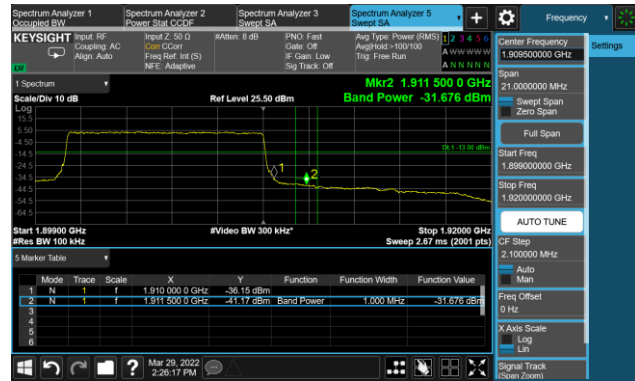 Spectrum Analyzer 1
Occupied BW
Spectrum Analyzer 2
Power Stat CCDF
Spectrum Analyzer 3
Swept SA
Spectrum Analyzer 5
Swept SA
Frequency
KEYSIGHT
Input: RF
Coupling: AC
Align: Auto
Input Z: 50 Ω
Corr CCorr
Freq Ref: Int (S)
NFE: Adaptive
#Atten: 8 dB
PNO: Fast
Gate: Off
IF Gain: Low
Sig Track: Off
Avg Type: Power (RMS)
Avg|Hold:>100/100
Trig: Free Run
1 2 3 4 5 6
A W W W W W
A N N N N N
1 Spectrum
Scale/Div 10 dB
Ref Level 25.50 dBm
Mkr2 1.911 500 0 GHz
Band Power -31.676 dBm
Log
15.5
5.50
-4.50
-14.5
-24.5
-34.5
-44.5
-54.5
-64.5
DL1 -13.00 dBm
1
2
Start 1.89900 GHz
#Res BW 100 kHz
#Video BW 300 kHz*
Stop 1.92000 GHz
Sweep 2.67 ms (2001 pts)
5 Marker Table
Mode Trace Scale X Y Function Function Width Function Value
1 N 1 f 1.910 000 0 GHz -36.15 dBm
2 N 1 f 1.911 500 0 GHz -41.17 dBm Band Power 1.000 MHz -31.676 dBm
3
4
5
6
Mar 29, 2022
2:26:17 PM
Center Frequency
1.909500000 GHz
Settings
Span
21.0000000 MHz
Swept Span
Zero Span
Full Span
Start Freq
1.899000000 GHz
Stop Freq
1.920000000 GHz
AUTO TUNE
CF Step
2.100000 MHz
Auto
Man
Freq Offset
0 Hz
X Axis Scale
Log
Lin
Signal Track
(Span Zoom)